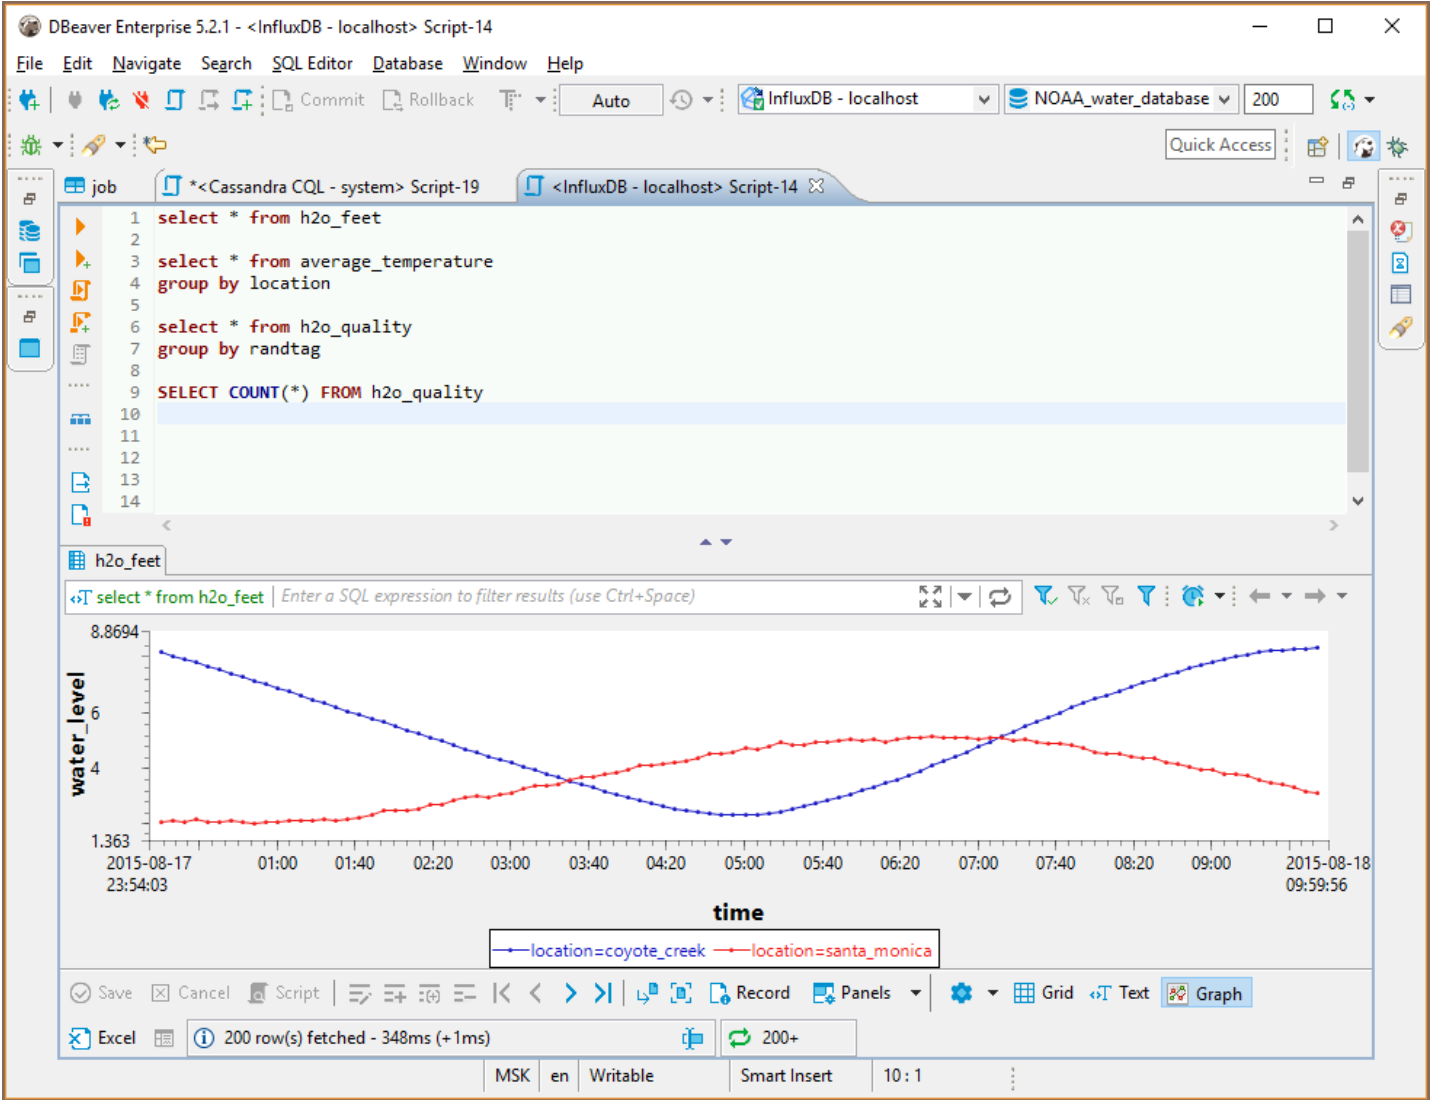 DBeaver Enterprise 5.2.1 - <InfluxDB - localhost> Script-14
File Edit Navigate Search SQL Editor Database Window Help
Commit Rollback Auto InfluxDB - localhost NOAA_water_database 200
Quick Access
job *<Cassandra CQL - system> Script-19 <InfluxDB - localhost> Script-14
1 select * from h2o_feet
2
3 select * from average_temperature
4 group by location
5
6 select * from h2o_quality
7 group by randtag
8
9 SELECT COUNT(*) FROM h2o_quality
10
11
12
13
14
h2o_feet
select * from h2o_feet Enter a SQL expression to filter results (use Ctrl+Space)
8.8694
water_level
6
4
1.363
2015-08-17 01:00 01:40 02:20 03:00 03:40 04:20 05:00 05:40 06:20 07:00 07:40 08:20 09:00 2015-08-18
23:54:03 09:59:56
time
location=coyote_creek location=santa_monica
Save Cancel Script Record Panels Grid Text Graph
Excel 200 row(s) fetched - 348ms (+1ms) 200+
MSK en Writable Smart Insert 10 : 1